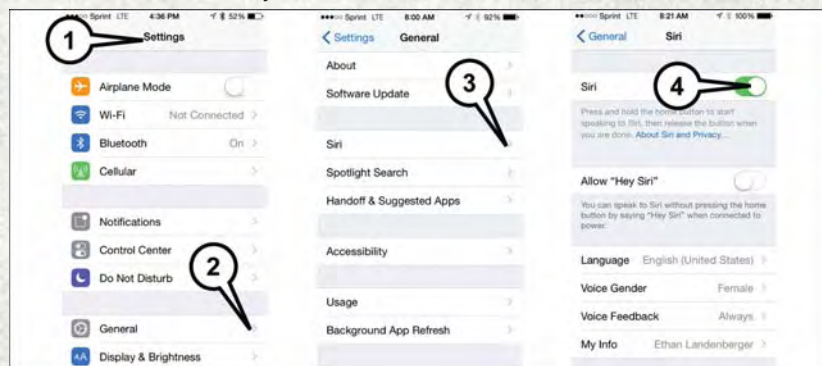 Sprint LTE 4:36 PM 52%
1
Settings
Airplane Mode
Wi-Fi Not Connected
Bluetooth On
Cellular
Notifications
Control Center
Do Not Disturb
2
General
AA Display & Brightness
Sprint LTE 8:00 AM 92%
Settings General
About
Software Update
3
Siri
Spotlight Search
Handoff & Suggested Apps
Accessibility
Usage
Background App Refresh
Sprint LTE 8:21 AM 100%
General Siri
Siri
4
Press and hold the home button to start
speaking to Siri, then release the button when
you are done. About Siri and Privacy...
Allow "Hey Siri"
You can speak to Siri without pressing the home
button by saying "Hey Siri" when connected to
power.
Language English (United States)
Voice Gender Female
Voice Feedback Always
My Info Ethan Landenberger